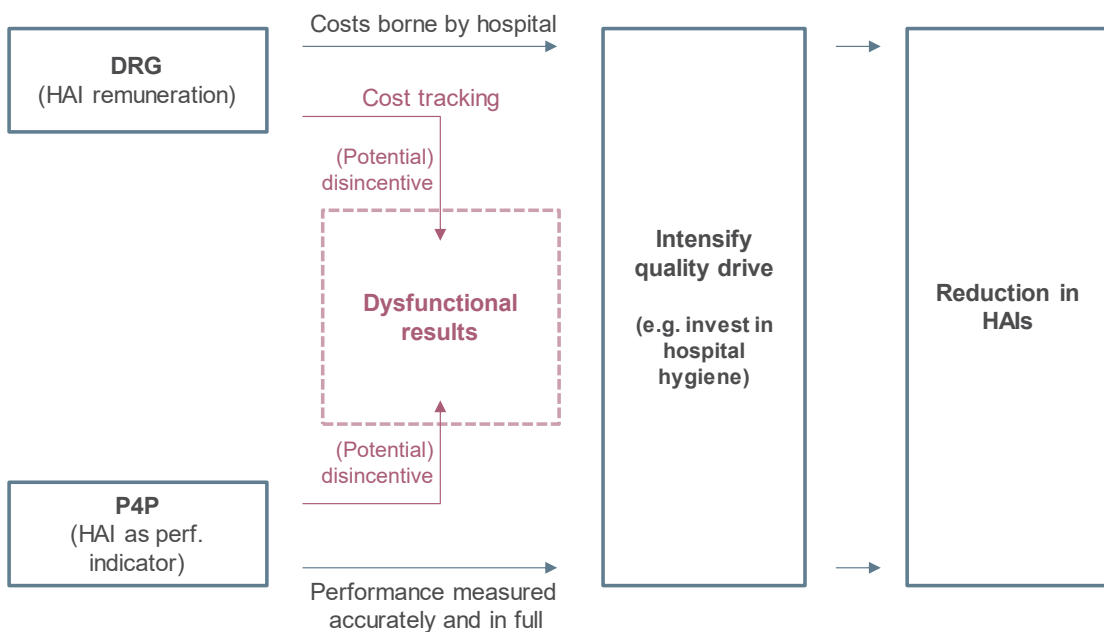 Costs borne by hospital
DRG
(HAI remuneration)
Cost tracking
(Potential)
disincentive
Dysfunctional
results
(Potential)
disincentive
P4P
(HAI as perf.
indicator)
Performance measured
accurately and in full
Intensify
quality drive
(e.g. invest in
hospital
hygiene)
Reduction in
HAIs